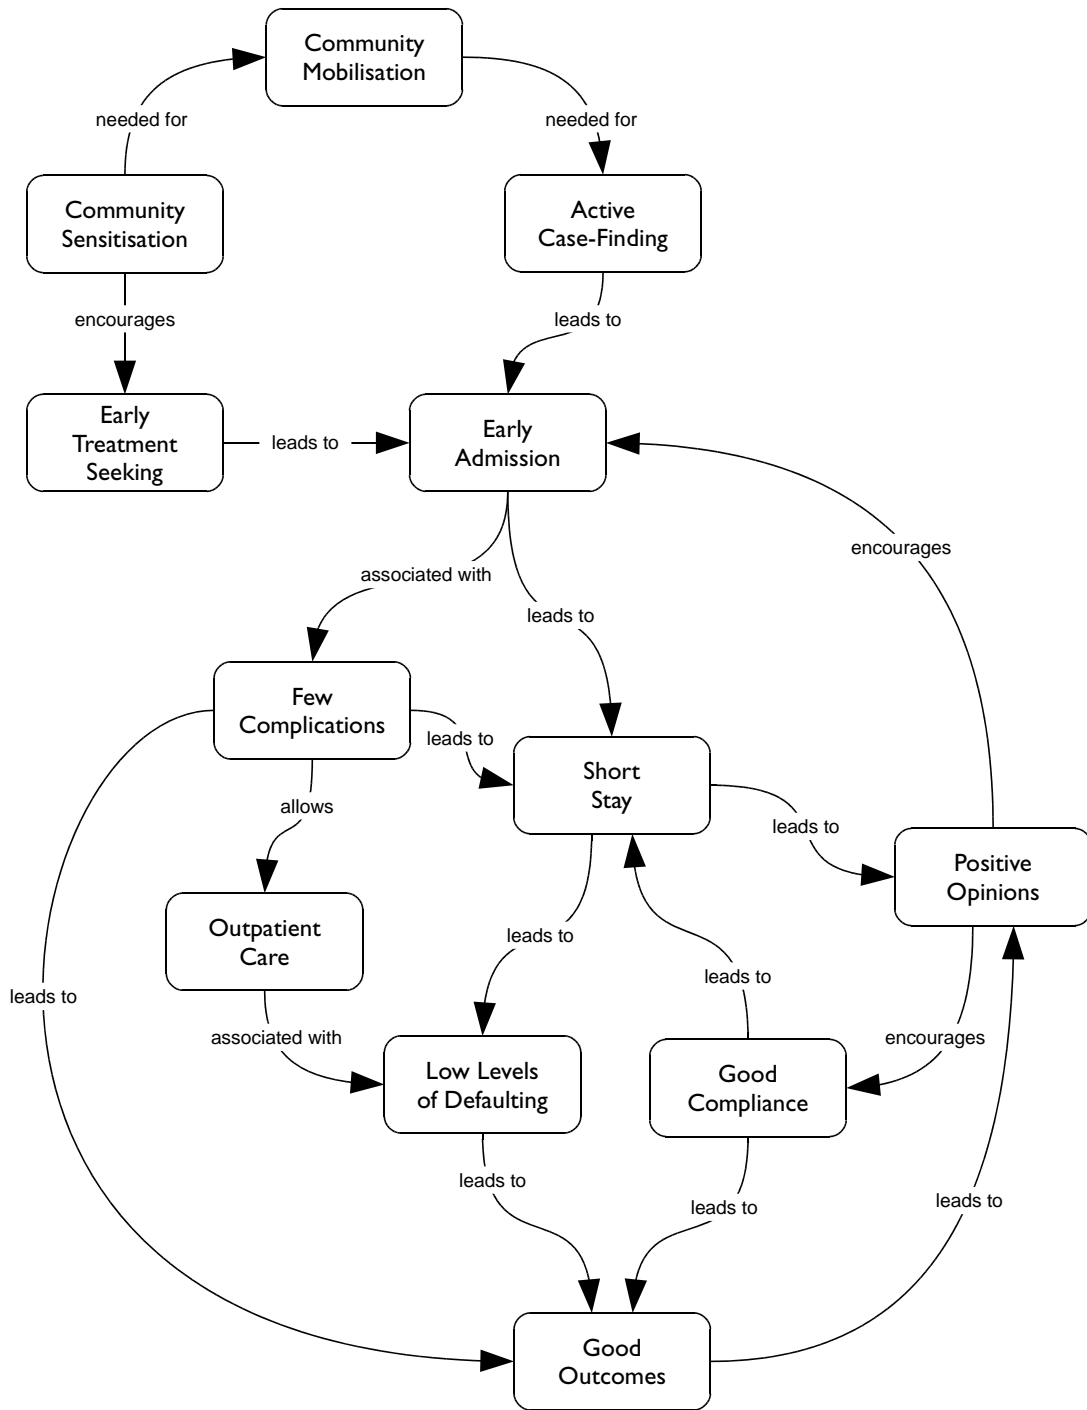 Community
Mobilisation
needed for
needed for
Community
Sensitisation
Active
Case-Finding
encourages
leads to
Early
Treatment
Seeking
leads to
Early
Admission
encourages
associated with
leads to
Few
Complications
leads to
Short
Stay
allows
leads to
Positive
Opinions
Outpatient
Care
leads to
leads to
leads to
associated with
encourages
Low Levels
of Defaulting
Good
Compliance
leads to
leads to
leads to
Good
Outcomes